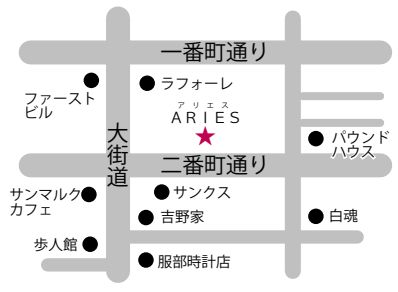 一番町通り
ファースト
ビル
ラフォーレ
アリエス
ARIES
大街道
パウンド
ハウス
二番町通り
サンマルク
カフェ
サンクス
吉野家
白魂
歩人館
服部時計店